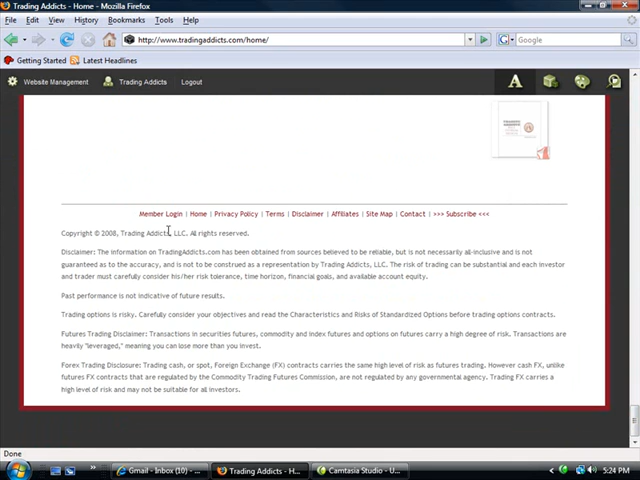 Trading Addicts - Home - Mozilla Firefox
File Edit View History Bookmarks Tools Help
http://www.tradingaddicts.com/home/
Google
Getting Started Latest Headlines
Website Management Trading Addicts Logout
A
TRADING
ADDICTS
Member Login | Home | Privacy Policy | Terms | Disclaimer | Affiliates | Site Map | Contact | >>> Subscribe <<<
Copyright © 2008, Trading Addicts, LLC. All rights reserved.
Disclaimer: The information on TradingAddicts.com has been obtained from sources believed to be reliable, but is not necessarily all-inclusive and is not
guaranteed as to the accuracy, and is not to be construed as a representation by Trading Addicts, LLC. The risk of trading can be substantial and each investor
and trader must carefully consider his/her risk tolerance, time horizon, financial goals, and available account equity.
Past performance is not indicative of future results.
Trading options is risky. Carefully consider your objectives and read the Characteristics and Risks of Standardized Options before trading options contracts.
Futures Trading Disclaimer: Transactions in securities futures, commodity and index futures and options on futures carry a high degree of risk. Transactions are
heavily "leveraged," meaning you can lose more than you invest.
Forex Trading Disclosure: Trading cash, or spot, Foreign Exchange (FX) contracts carries the same high level of risk as futures trading. However cash FX, unlike
futures FX contracts that are regulated by the Commodity Trading Futures Commission, are not regulated by any governmental agency. Trading FX carries a
high level of risk and may not be suitable for all investors.
Done
Gmail - Inbox (10) - ... Trading Addicts - H... Camtasia Studio - U... 5:24 PM